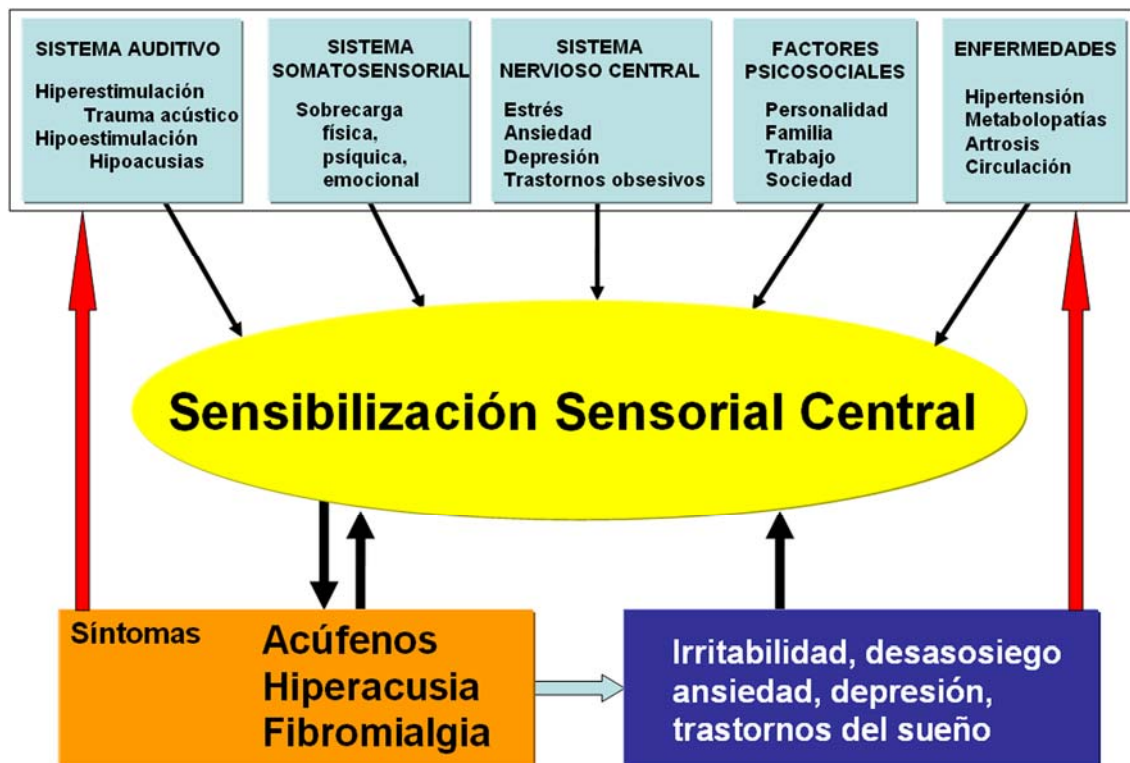 SISTEMA AUDITIVO
Hiperestimulación
Trauma acústico
Hipoestimulación
Hipoacusias
SISTEMA
SOMATOSENSORIAL
Sobrecarga
física,
psíquica,
emocional
SISTEMA
NERVIOSO CENTRAL
Estrés
Ansiedad
Depresión
Trastornos obsesivos
FACTORES
PSICOSOCIALES
Personalidad
Familia
Trabajo
Sociedad
ENFERMEDADES
Hipertensión
Metabolopatías
Artrosis
Circulación
Sensibilización Sensorial Central
Síntomas
Acúfenos
Hiperacusia
Fibromialgia
Irritabilidad, desasosiego
ansiedad, depresión,
trastornos del sueño